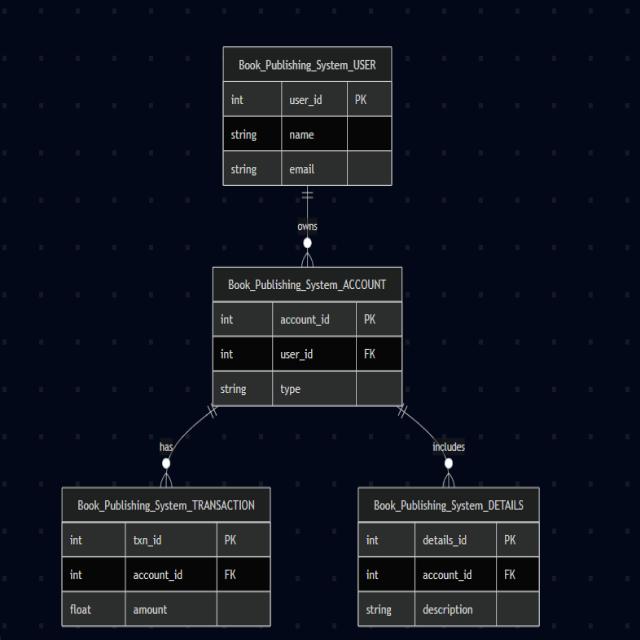 Book_Publishing_System_USER
int user_id PK
string name
string email
owns
Book_Publishing_System_ACCOUNT
int account_id PK
int user_id FK
string type
has
includes
Book_Publishing_System_TRANSACTION
int txn_id PK
int account_id FK
float amount
Book_Publishing_System_DETAILS
int details_id PK
int account_id FK
string description